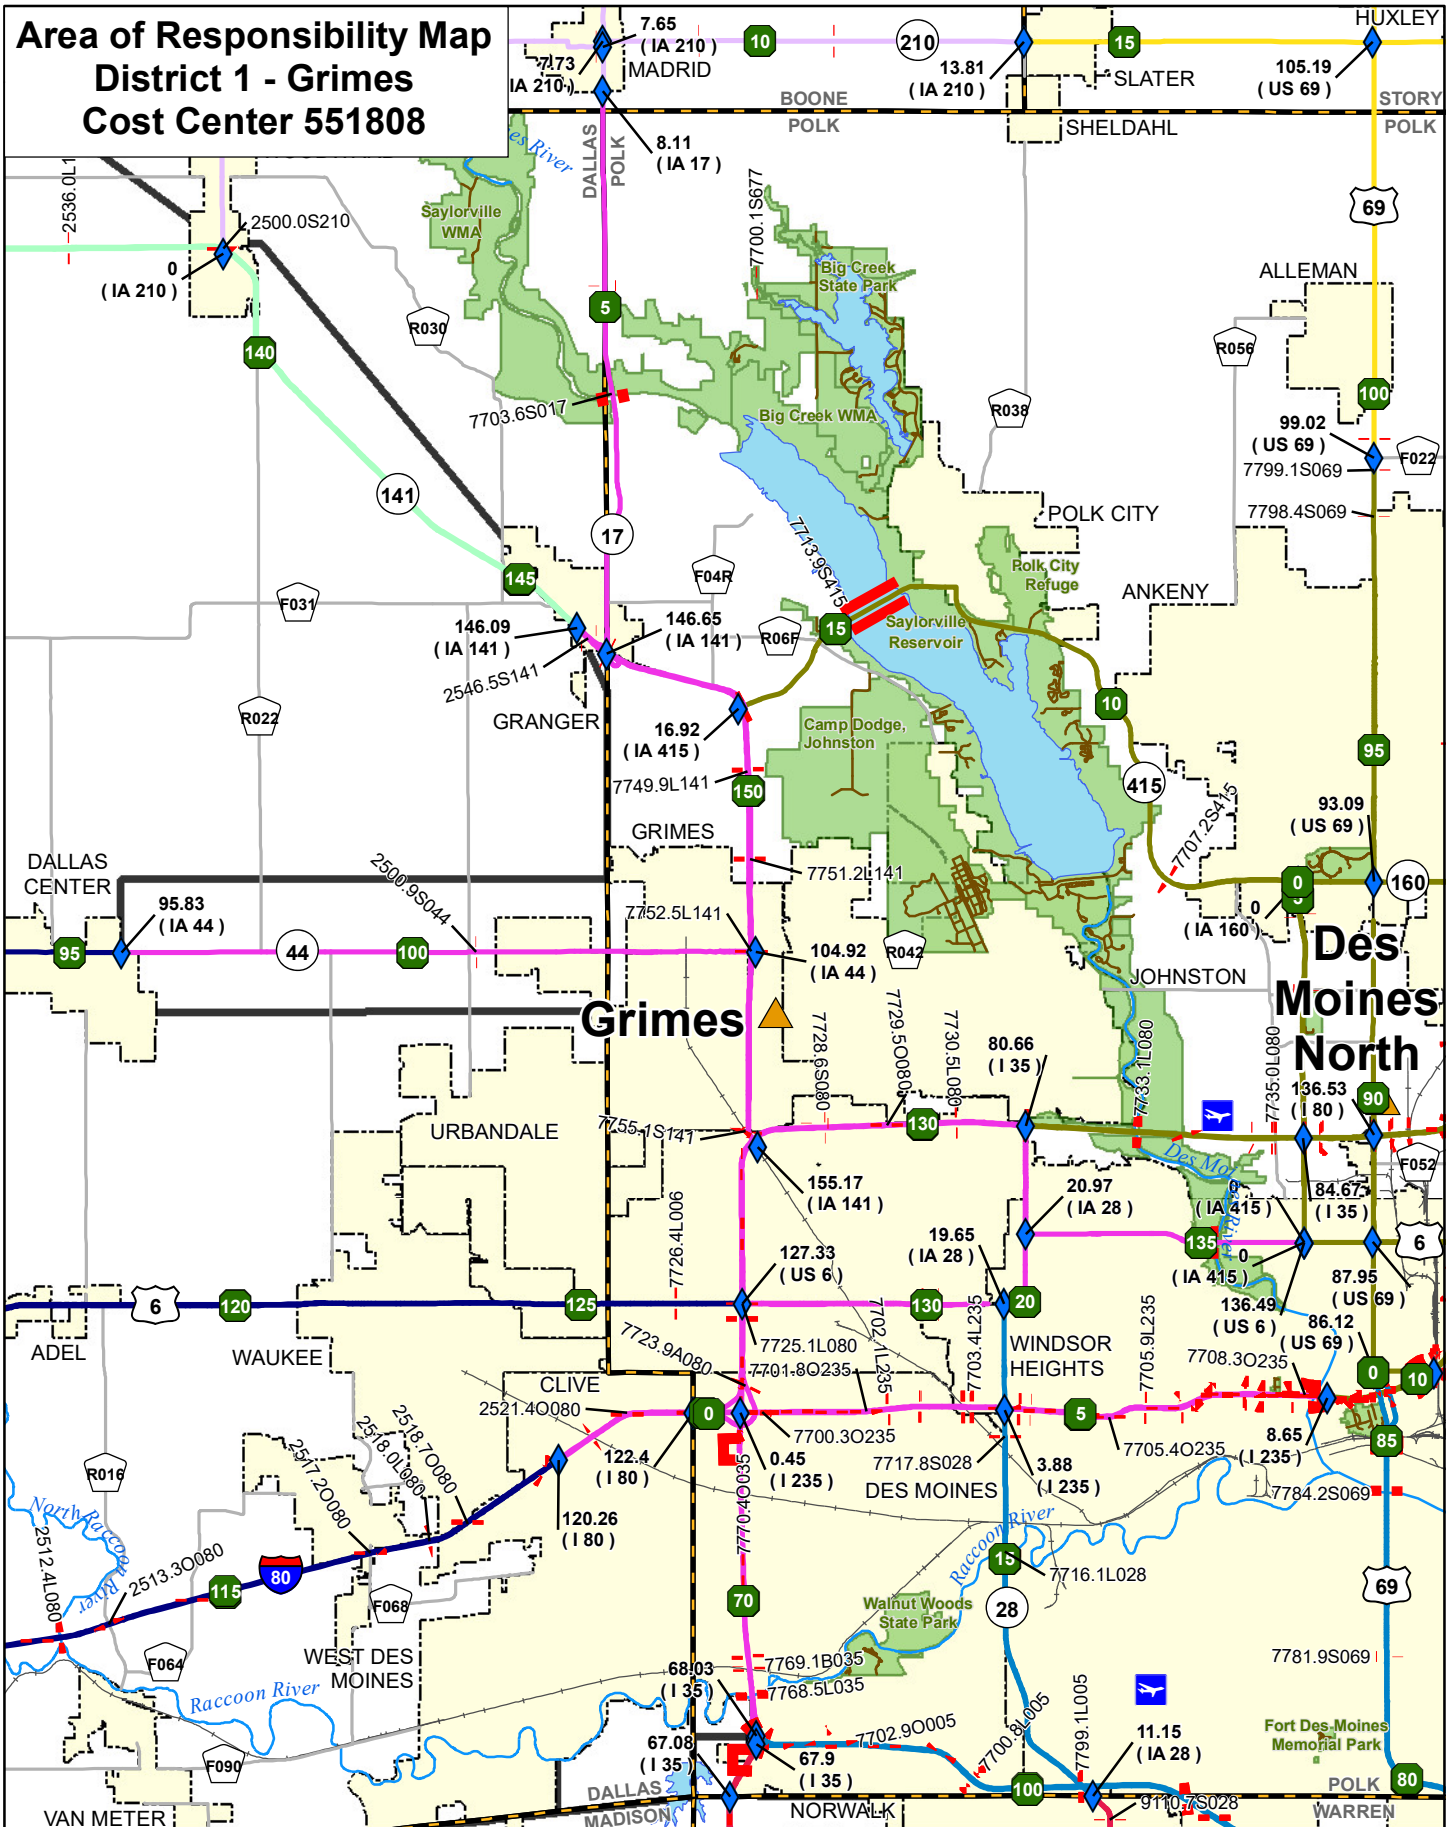 Area of Responsibility Map
District 1 - Grimes
Cost Center 551808
7.65
( IA 210 )
7.73
IA 210 )
MADRID
10
210
13.81
( IA 210 )
15
SLATER
HUXLEY
105.19
( US 69 )
BOONE
POLK
STORY
POLK
SHELDAHL
8.11
( IA 17 )
DALLAS
POLK
es River
2536.0L1
2500.0S210
0
( IA 210 )
Saylorville
WMA
7700.1S677
69
Big Creek
State Park
ALLEMAN
R030
5
140
R056
R038
100
7703.6S017
Big Creek WMA
99.02
( US 69 )
7799.1S069
F022
141
17
7798.4S069
POLK CITY
7713.9S415
145
F04R
Polk City
Refuge
ANKENY
F031
146.09
( IA 141 )
146.65
( IA 141 )
R06F
15
Saylorville
Reservoir
2546.5S141
GRANGER
R022
16.92
( IA 415 )
Camp Dodge,
Johnston
10
95
7749.9L141
150
415
GRIMES
93.09
( US 69 )
7707.2S415
DALLAS
CENTER
2500.9S044
7751.2L141
0
5
160
95.83
( IA 44 )
7752.5L141
0
( IA 160 )
95
44
100
104.92
( IA 44 )
R042
Des
Moines
North
JOHNSTON
Grimes
7728.6S080
7729.5O080
7730.5L080
80.66
( I 35 )
7733.1L080
7735.0L080
136.53
( I 80 )
90
130
URBANDALE
7755.1S141
Des Moi
River
F052
155.17
( IA 141 )
20.97
( IA 28 )
0
( IA 415 )
84.67
( I 35 )
7726.4L006
19.65
( IA 28 )
135
0
( IA 415 )
6
127.33
( US 6 )
87.95
( US 69 )
6
120
125
130
20
136.49
( US 6 )
86.12
( US 69 )
ADEL
WAUKEE
7723.9A080
7725.1L080
7702.1L235
7703.4L235
WINDSOR
HEIGHTS
7705.9L235
7708.3O235
7701.8O235
CLIVE
0
10
2521.4O080
0
5
7700.3O235
7705.4O235
85
2518.7O080
2518.0L080
2517.2O080
122.4
( I 80 )
0.45
( I 235 )
7717.8S028
3.88
( I 235 )
8.65
( I 235 )
R016
DES MOINES
7784.2S069
North Raccoon
River
120.26
( I 80 )
7770.4O035
Raccoon River
2512.4L080
2513.3O080
80
115
15
7716.1L028
F068
70
69
28
Walnut Woods
State Park
F064
WEST DES
MOINES
7781.9S069
68.03
( I 35 )
7769.1B035
7768.5L035
Raccoon River
7702.9O005
7700.8L005
7799.1L005
11.15
( IA 28 )
Fort Des Moines
Memorial Park
F090
67.08
( I 35 )
67.9
( I 35 )
DALLAS
MADISON
100
POLK
WARREN
80
VAN METER
NORWALK
9110.7S028